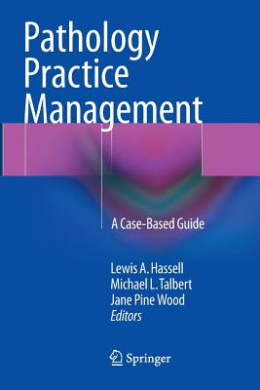 Pathology
Practice
Management
A Case-Based Guide
Lewis A. Hassell
Michael L. Talbert
Jane Pine Wood
Editors
Springer